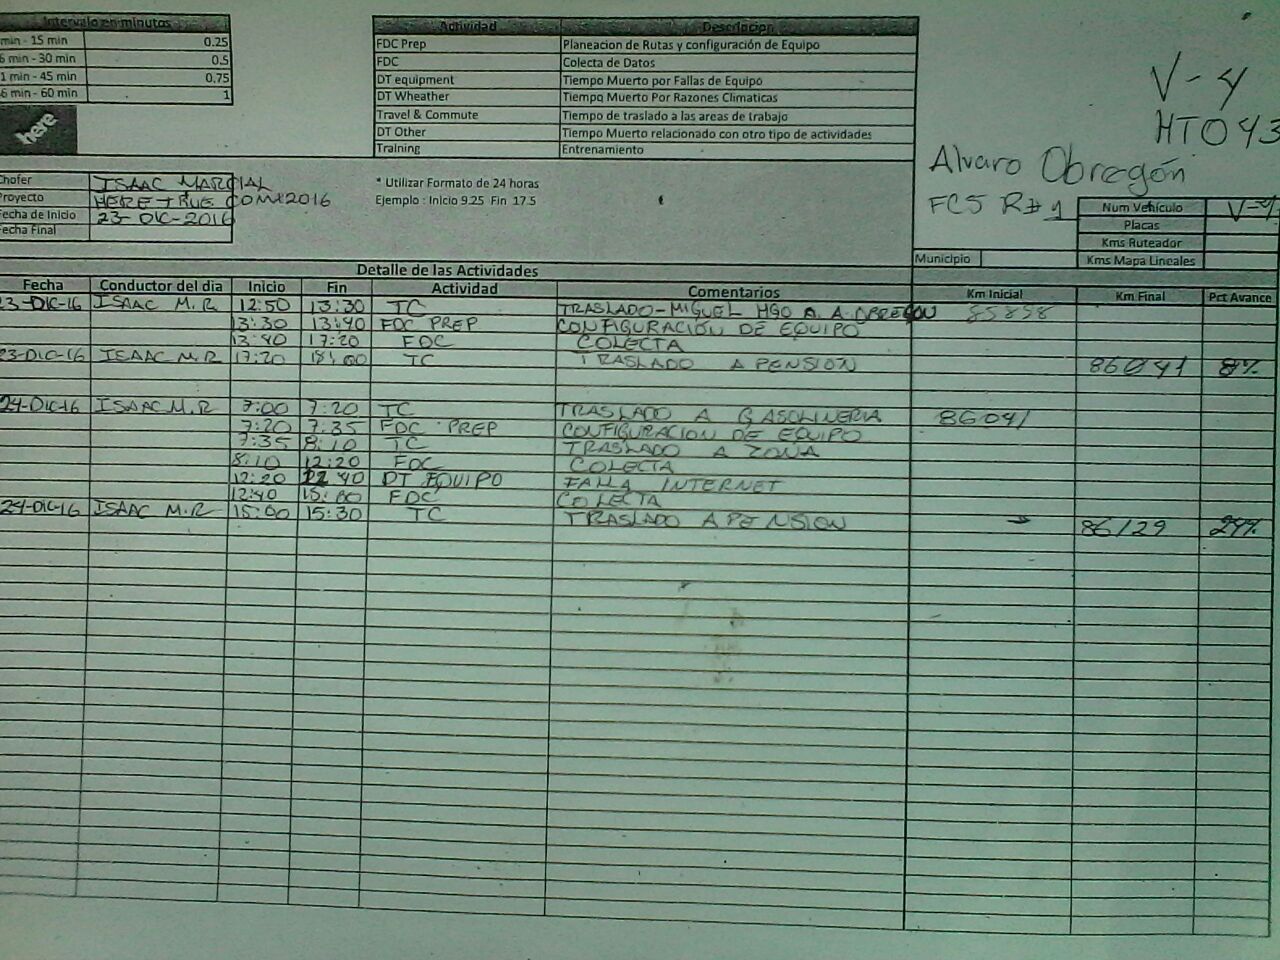 Intervalo en minutos
min - 15 min 0.25
6 min - 30 min 0.5
1 min - 45 min 0.75
6 min - 60 min 1
here
Actividad Descripcion
FDC Prep Planeacion de Rutas y configuración de Equipo
FDC Colecta de Datos
DT equipment Tiempo Muerto por Fallas de Equipo
DT Wheather Tiempo Muerto Por Razones Climaticas
Travel & Commute Tiempo de traslado a las areas de trabajo
DT Other Tiempo Muerto relacionado con otro tipo de actividades
Training Entrenamiento
V-4
HTO43
Alvaro Obregón
FCS R#1
Chofer ISAAC MARCIAL
Proyecto HERE TRUE COMX2016
Fecha de Inicio 23-DIC-2016
Fecha Final
* Utilizar Formato de 24 horas
Ejemplo : Inicio 9.25 Fin 17.5
Num Vehiculo V-4
Placas
Kms Ruteador
Kms Mapa Lineales
Municipio
Detalle de las Actividades
Fecha Conductor del dia Inicio Fin Actividad Comentarios Km Inicial Km Final Pct Avance
23-DIC-16 ISAAC M.R 12:50 13:30 TC TRASLADO-MIGUEL HGO A. A. OBREGON 85858
13:30 13:40 FDC PREP CONFIGURACIÓN DE EQUIPO
13:40 17:20 FDC COLECTA
23-DIC-16 ISAAC M.R 17:20 18:00 TC TRASLADO A PENSION 86041 8%
24-DIC-16 ISAAC M.R 7:00 7:20 TC TRASLADO A GASOLINERIA 86041
7:20 7:35 FDC PREP CONFIGURACION DE EQUIPO
7:35 8:10 TC TRASLADO A ZONA
8:10 12:20 FDC COLECTA
12:20 12 40 DT EQUIPO FALLA INTERNET
12:40 15:00 FDC COLECTA
24-DIC-16 ISAAC M.R 15:00 15:30 TC TRASLADO A PENSION 86129 24%